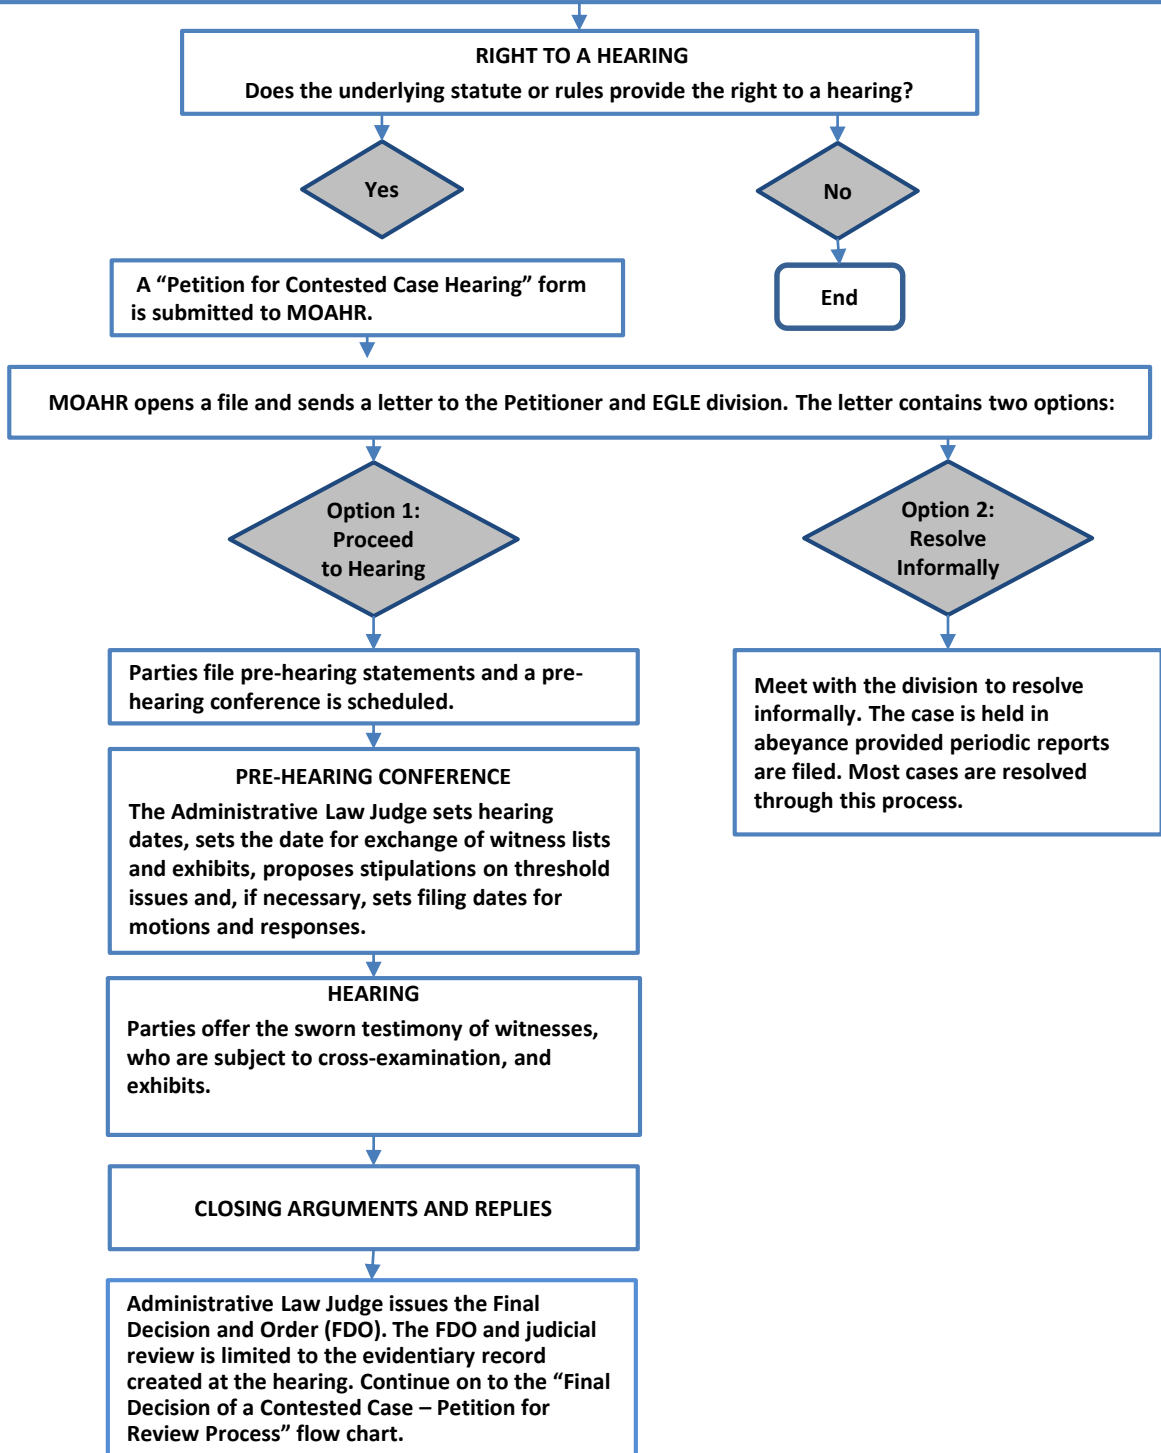 RIGHT TO A HEARING
Does the underlying statute or rules provide the right to a hearing?
Yes
No
A “Petition for Contested Case Hearing” form
is submitted to MOAHR.
End
MOAHR opens a file and sends a letter to the Petitioner and EGLE division. The letter contains two options:
Option 1:
Proceed
to Hearing
Option 2:
Resolve
Informally
Parties file pre-hearing statements and a pre-
hearing conference is scheduled.
Meet with the division to resolve
informally. The case is held in
abeyance provided periodic reports
are filed. Most cases are resolved
through this process.
PRE-HEARING CONFERENCE
The Administrative Law Judge sets hearing
dates, sets the date for exchange of witness lists
and exhibits, proposes stipulations on threshold
issues and, if necessary, sets filing dates for
motions and responses.
HEARING
Parties offer the sworn testimony of witnesses,
who are subject to cross-examination, and
exhibits.
CLOSING ARGUMENTS AND REPLIES
Administrative Law Judge issues the Final
Decision and Order (FDO). The FDO and judicial
review is limited to the evidentiary record
created at the hearing. Continue on to the “Final
Decision of a Contested Case – Petition for
Review Process” flow chart.